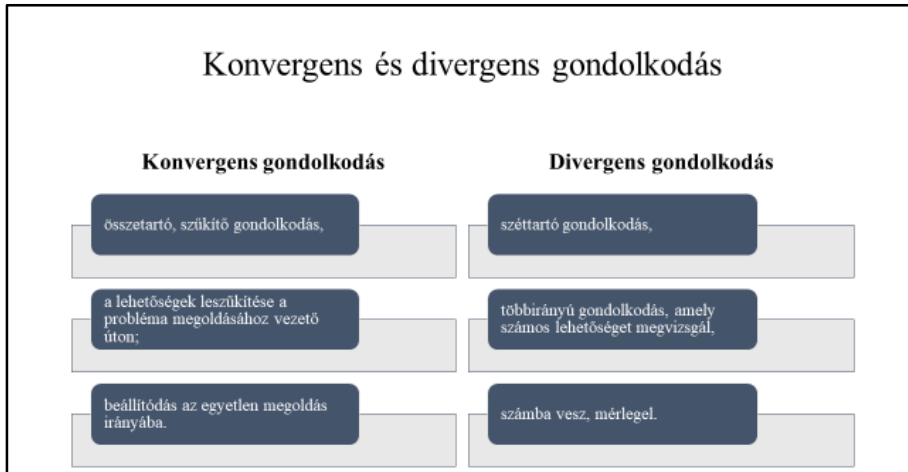 Konvergens és divergens gondolkodás
Konvergens gondolkodás
összetartó, szűkítő gondolkodás,
a lehetőségek leszűkítése a
probléma megoldásához vezető
úton;
beállítódás az egyetlen megoldás
irányába.
Divergens gondolkodás
széttartó gondolkodás,
többirányú gondolkodás, amely
számos lehetőséget megvizsgál,
számba vesz, mérlegel.